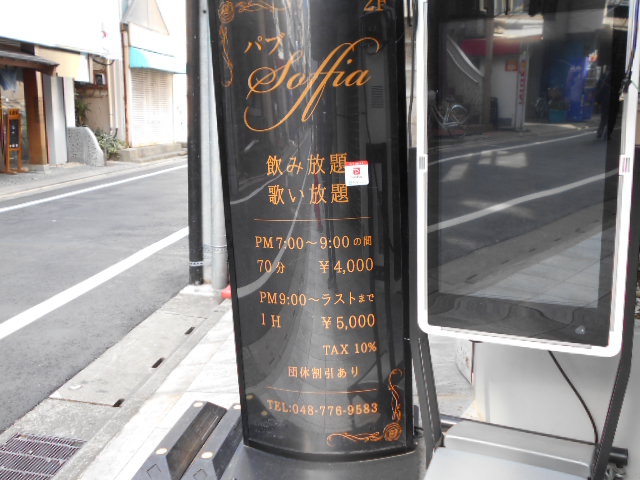 2F
パブ
Soffia
飲み放題
歌い放題
PM7:00～9:00の間
70分 ￥4,000
PM9:00～ラストまで
1H ￥5,000
TAX 10%
団体割引あり
TEL:048-776-9583